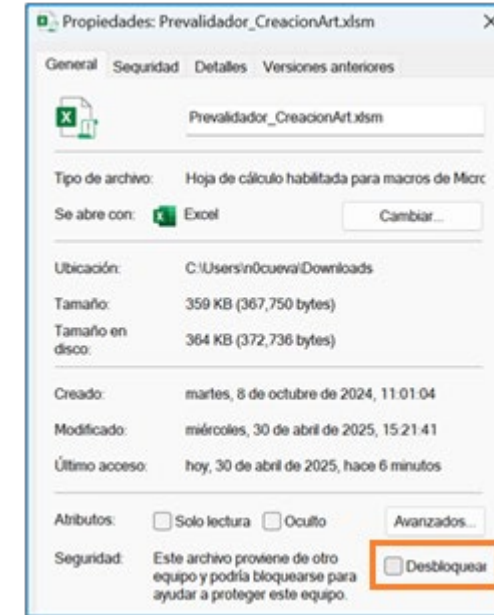 Propiedades: Prevalidador_CreacionArt.xlsm
General Seguridad Detalles Versiones anteriores
Prevalidador_CreacionArt.xlsm
Tipo de archivo: Hoja de cálculo habilitada para macros de Micrc
Se abre con: Excel Cambiar...
Ubicación: C:\Users\n0cueva\Downloads
Tamaño: 359 KB (367,750 bytes)
Tamaño en
disco: 364 KB (372,736 bytes)
Creado: martes, 8 de octubre de 2024, 11:01:04
Modificado: miércoles, 30 de abril de 2025, 15:21:41
Último acceso: hoy, 30 de abril de 2025, hace 6 minutos
Atributos: Solo lectura Oculto Avanzados...
Seguridad: Este archivo proviene de otro
equipo y podría bloquearse para
ayudar a proteger este equipo.
Desbloquear